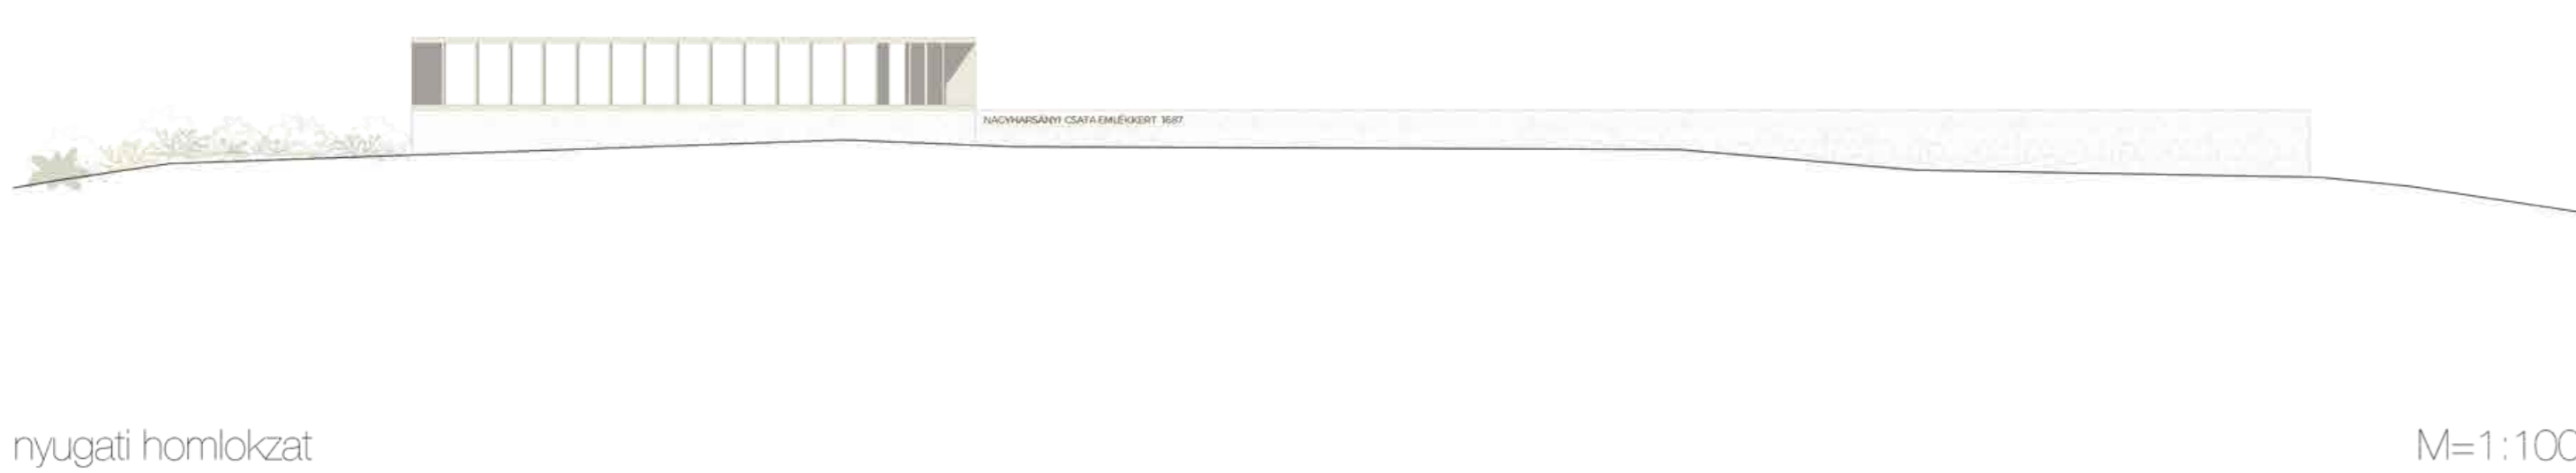 NAGYHARSÁNYI CSATA EMLÉKKERT 1687
nyugati homlokzat
M=1:100